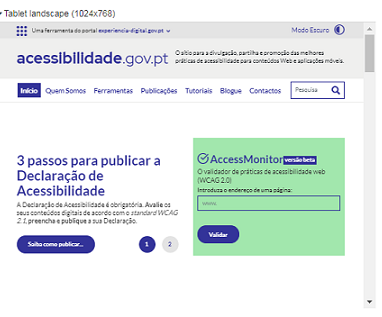 Tablet landscape (1024x768)
Uma ferramenta do portal experiencia-digital.gov.pt
Modo Escuro
acessibilidade.gov.pt
O sítio para a divulgação, partilha e promoção das melhores
práticas de acessibilidade para conteúdos Web e aplicações móveis.
Início Quem Somos Ferramentas Publicações Tutoriais Blogue Contactos Pesquisa
3 passos para publicar a
Declaração de
Acessibilidade
A Declaração de Acessibilidade é obrigatória. Avalie os
seus conteúdos digitais de acordo com o standard WCAG
2.1, preencha e publique a sua Declaração.
Saiba como publicar...
1
2
AccessMonitor versão beta
O validador de práticas de acessibilidade web
(WCAG 2.0)
Introduza o endereço de uma página:
www.
Validar